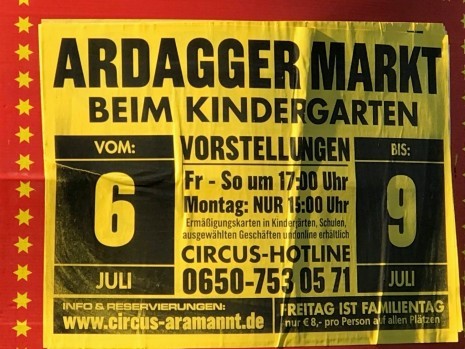 ARDAGGER MARKT
BEIM KINDERGARTEN
VOM:
6
JULI
VORSTELLUNGEN
Fr - So um 17:00 Uhr
Montag: NUR 15:00 Uhr
Ermäßigungskarten in Kindergärten, Schulen,
ausgewählten Geschäften und online erhältlich
CIRCUS-HOTLINE
0650-753 05 71
BIS:
9
JULI
INFO & RESERVIERUNGEN:
www.circus-aramannt.de
FREITAG IST FAMILIENTAG
nur € 8,- pro Person auf allen Plätzen